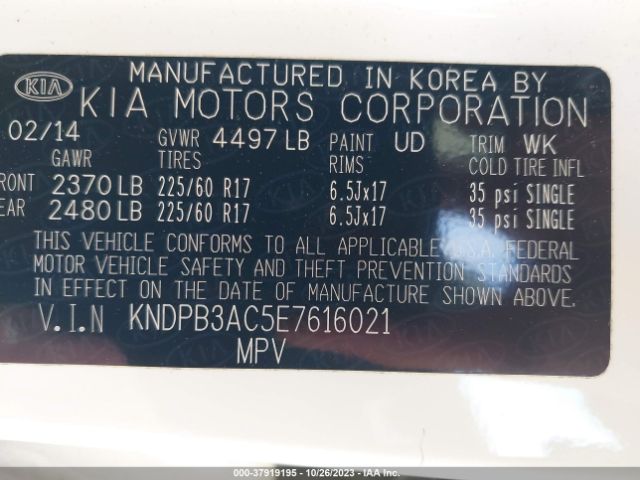 KIA
MANUFACTURED IN KOREA BY
KIA MOTORS CORPORATION
02/14 GVWR 4497 LB PAINT UD TRIM WK
GAWR TIRES RIMS COLD TIRE INFL
FRONT 2370 LB 225/60 R17 6.5Jx17 35 psi SINGLE
REAR 2480 LB 225/60 R17 6.5Jx17 35 psi SINGLE
THIS VEHICLE CONFORMS TO ALL APPLICABLE U.S.A. FEDERAL
MOTOR VEHICLE SAFETY AND THEFT PREVENTION STANDARDS
IN EFFECT ON THE DATE OF MANUFACTURE SHOWN ABOVE.
V.I.N KNDPB3AC5E7616021
MPV
000-37919195 - 10/26/2023 - IAA Inc.